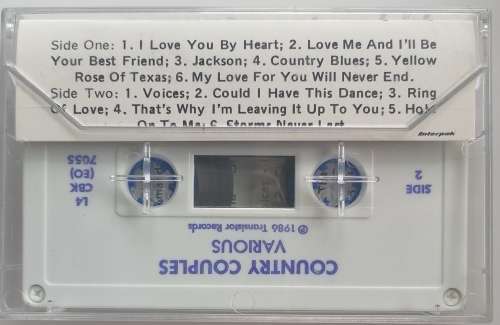 Side One: 1. I Love You By Heart; 2. Love Me And I'll Be
Your Best Friend; 3. Jackson; 4. Country Blues; 5. Yellow
Rose Of Texas; 6. My Love For You Will Never End.
Side Two: 1. Voices; 2. Could I Have This Dance; 3. Ring
Of Love; 4. That's Why I'm Leaving It Up To You; 5. Hold
On To Me; 6. Storms Never Last
Interpak
L4
CBK
(EO)
7055
SIDE
2
℗ 1986 Translator Records
VARIOUS
COUNTRY COUPLES